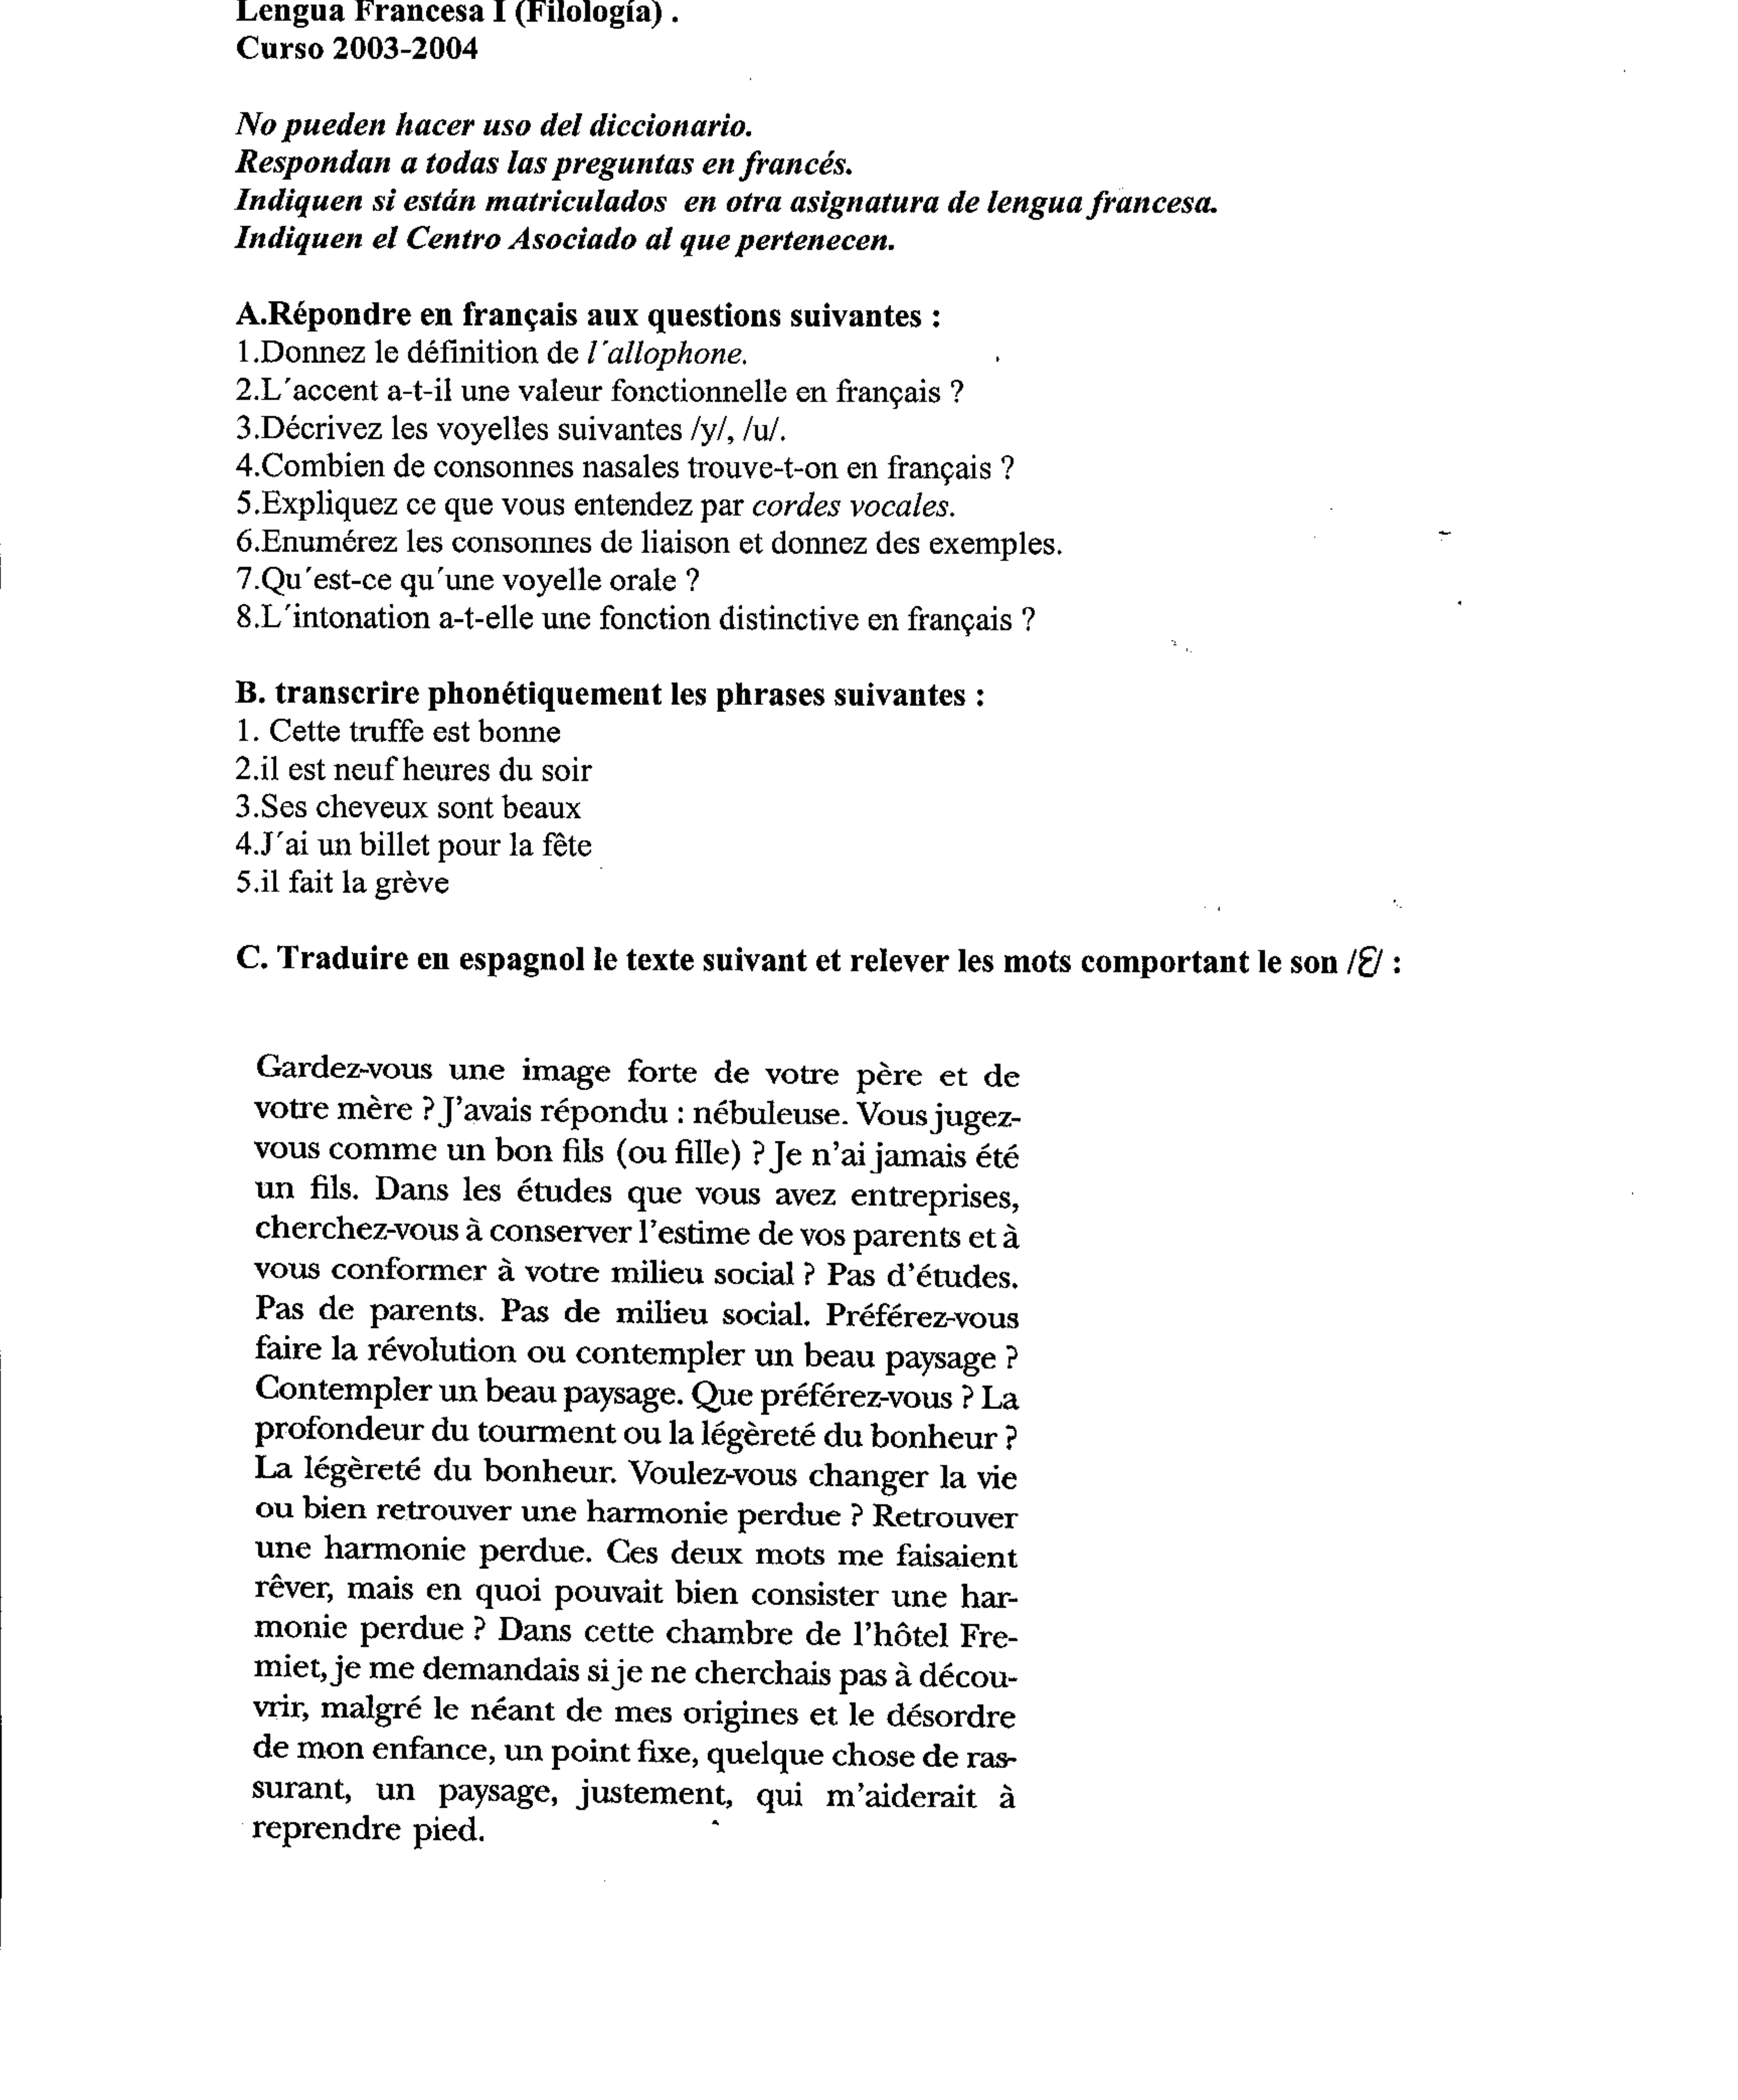 Lengua Francesa I (Filología) .
Curso 2003-2004
No pueden hacer uso del diccionario.
Respondan a todas las preguntas en francés.
Indiquen si están matriculados en otra asignatura de lengua francesa.
Indiquen el Centro Asociado al que pertenecen.
A.Répondre en français aux questions suivantes :
1.Donnez le définition de l´allophone.
2.L´accent a-t-il une valeur fonctionnelle en français ?
3.Décrivez les voyelles suivantes /y/, /u/.
4.Combien de consonnes nasales trouve-t-on en français ?
5.Expliquez ce que vous entendez par cordes vocales.
6.Enumérez les consonnes de liaison et donnez des exemples.
7.Qu´est-ce qu´une voyelle orale ?
8.L´intonation a-t-elle une fonction distinctive en français ?
B. transcrire phonétiquement les phrases suivantes :
1. Cette truffe est bonne
2.il est neuf heures du soir
3.Ses cheveux sont beaux
4.J´ai un billet pour la fête
5.il fait la grève
C. Traduire en espagnol le texte suivant et relever les mots comportant le son /ɛ/ :
Gardez-vous une image forte de votre père et de
votre mère ? J'avais répondu : nébuleuse. Vous jugez-
vous comme un bon fils (ou fille) ? Je n'ai jamais été
un fils. Dans les études que vous avez entreprises,
cherchez-vous à conserver l'estime de vos parents et à
vous conformer à votre milieu social ? Pas d'études.
Pas de parents. Pas de milieu social. Préférez-vous
faire la révolution ou contempler un beau paysage ?
Contempler un beau paysage. Que préférez-vous ? La
profondeur du tourment ou la légèreté du bonheur ?
La légèreté du bonheur. Voulez-vous changer la vie
ou bien retrouver une harmonie perdue ? Retrouver
une harmonie perdue. Ces deux mots me faisaient
rêver, mais en quoi pouvait bien consister une har-
monie perdue ? Dans cette chambre de l'hôtel Fre-
miet, je me demandais si je ne cherchais pas à décou-
vrir, malgré le néant de mes origines et le désordre
de mon enfance, un point fixe, quelque chose de ras-
surant, un paysage, justement, qui m'aiderait à
reprendre pied.